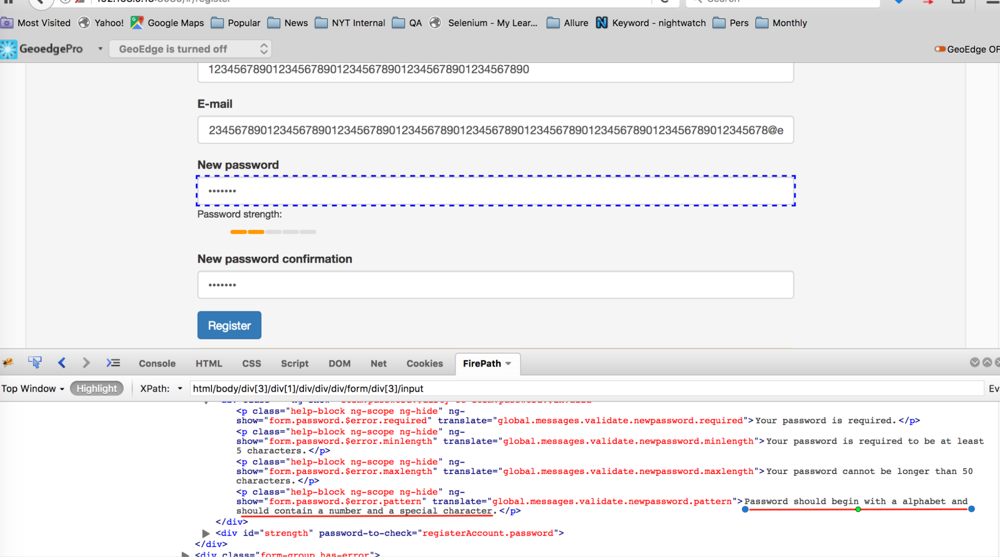 192.168.0.18:8080/#/register
Search
Most Visited Yahoo! Google Maps Popular News NYT Internal QA Selenium - My Lear... Allure Keyword - nightwatch Pers Monthly
GeoedgePro GeoEdge is turned off GeoEdge OF
12345678901234567890123456789012345678901234567890
E-mail
23456789012345678901234567890123456789012345678901234567890123456789012345678@e
New password
•••••••
Password strength:
New password confirmation
•••••••
Register
Console HTML CSS Script DOM Net Cookies FirePath
Top Window Highlight XPath: html/body/div[3]/div[1]/div/div/div/form/div[3]/input Ev
<p class="help-block ng-scope ng-hide" ng-
show="form.password.$error.required" translate="global.messages.validate.newpassword.required">Your password is required.</p>
<p class="help-block ng-scope ng-hide" ng-
show="form.password.$error.minlength" translate="global.messages.validate.newpassword.minlength">Your password is required to be at least
5 characters.</p>
<p class="help-block ng-scope ng-hide" ng-
show="form.password.$error.maxlength" translate="global.messages.validate.newpassword.maxlength">Your password cannot be longer than 50
characters.</p>
<p class="help-block ng-scope ng-hide" ng-
show="form.password.$error.pattern" translate="global.messages.validate.newpassword.pattern">Password should begin with a alphabet and
should contain a number and a special character.</p>
</div>
<div id="strength" password-to-check="registerAccount.password">
</div>
<div class="form-group has-error">